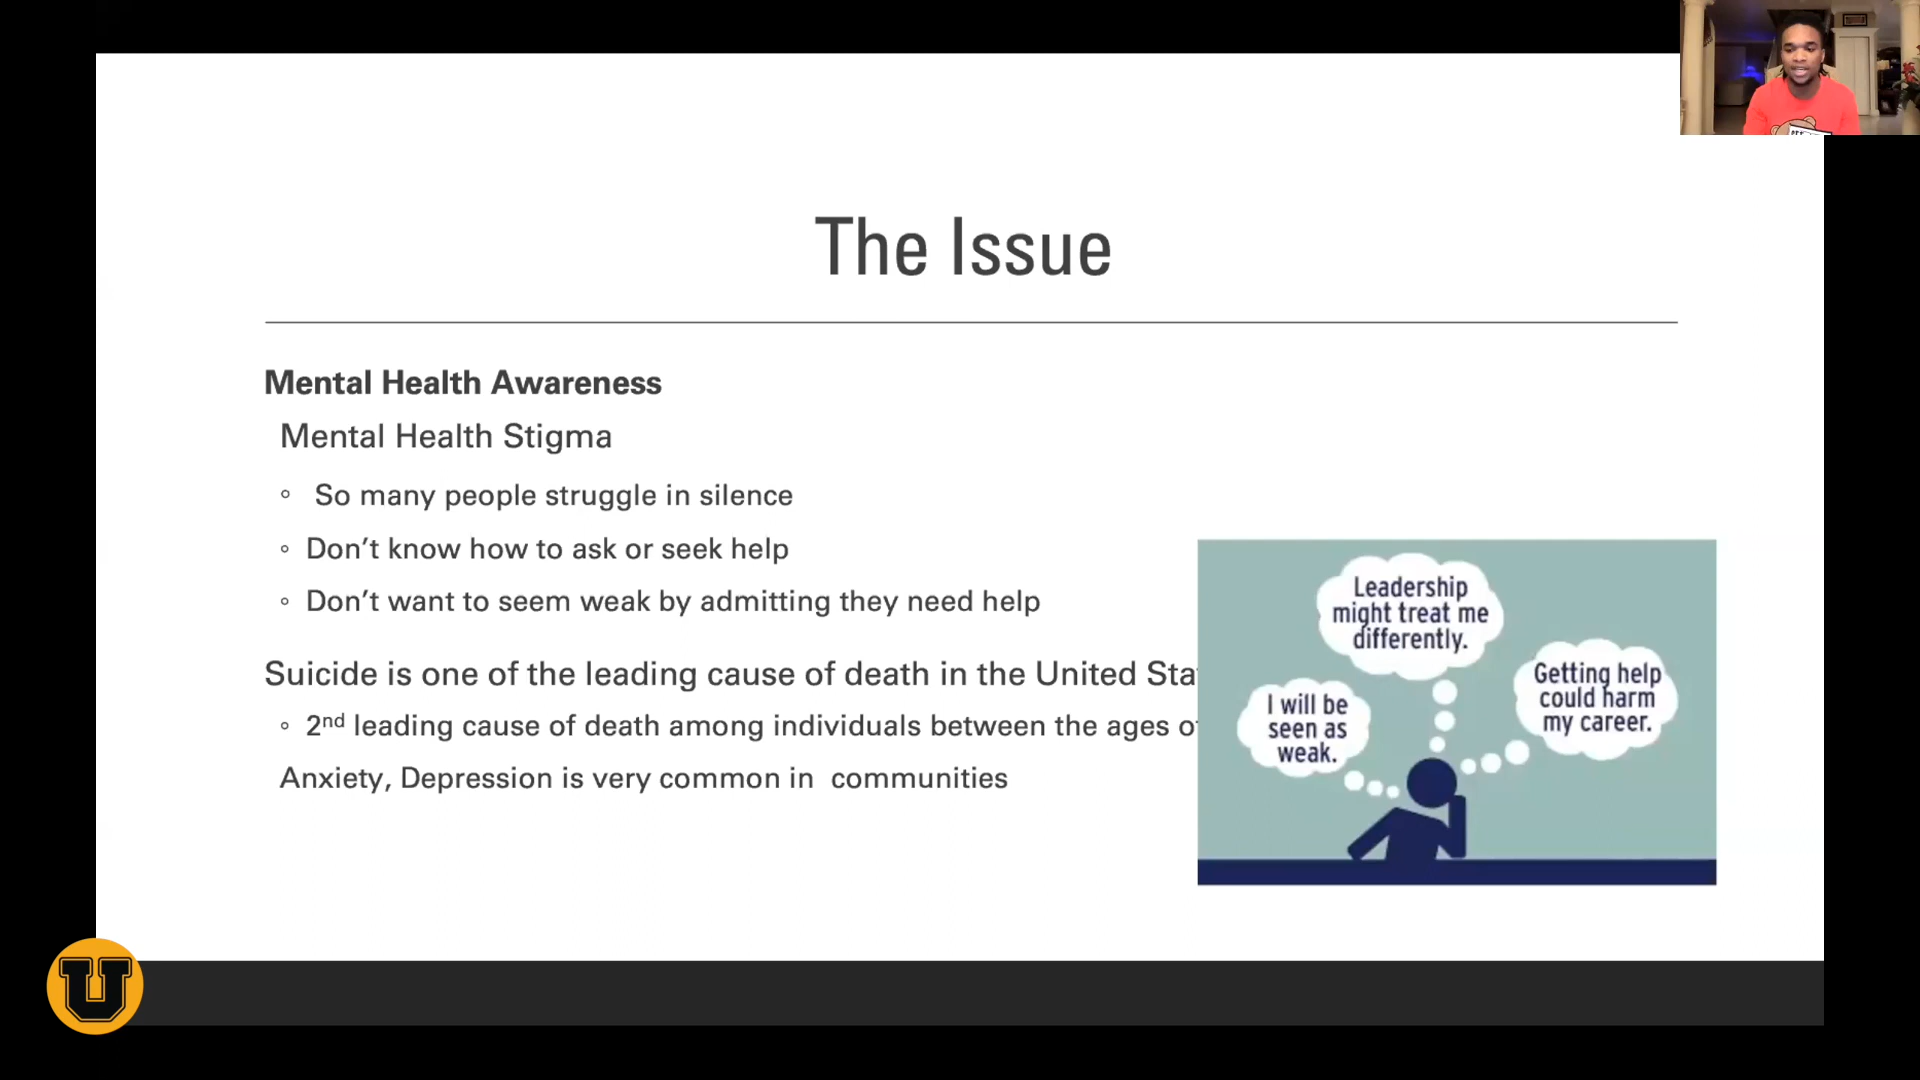 The Issue
Mental Health Awareness
Mental Health Stigma
◦ So many people struggle in silence
◦ Don’t know how to ask or seek help
◦ Don’t want to seem weak by admitting they need help
Suicide is one of the leading cause of death in the United Sta
◦ 2nd leading cause of death among individuals between the ages of
Anxiety, Depression is very common in communities
Leadership
might treat me
differently.
Getting help
could harm
my career.
I will be
seen as
weak.
U